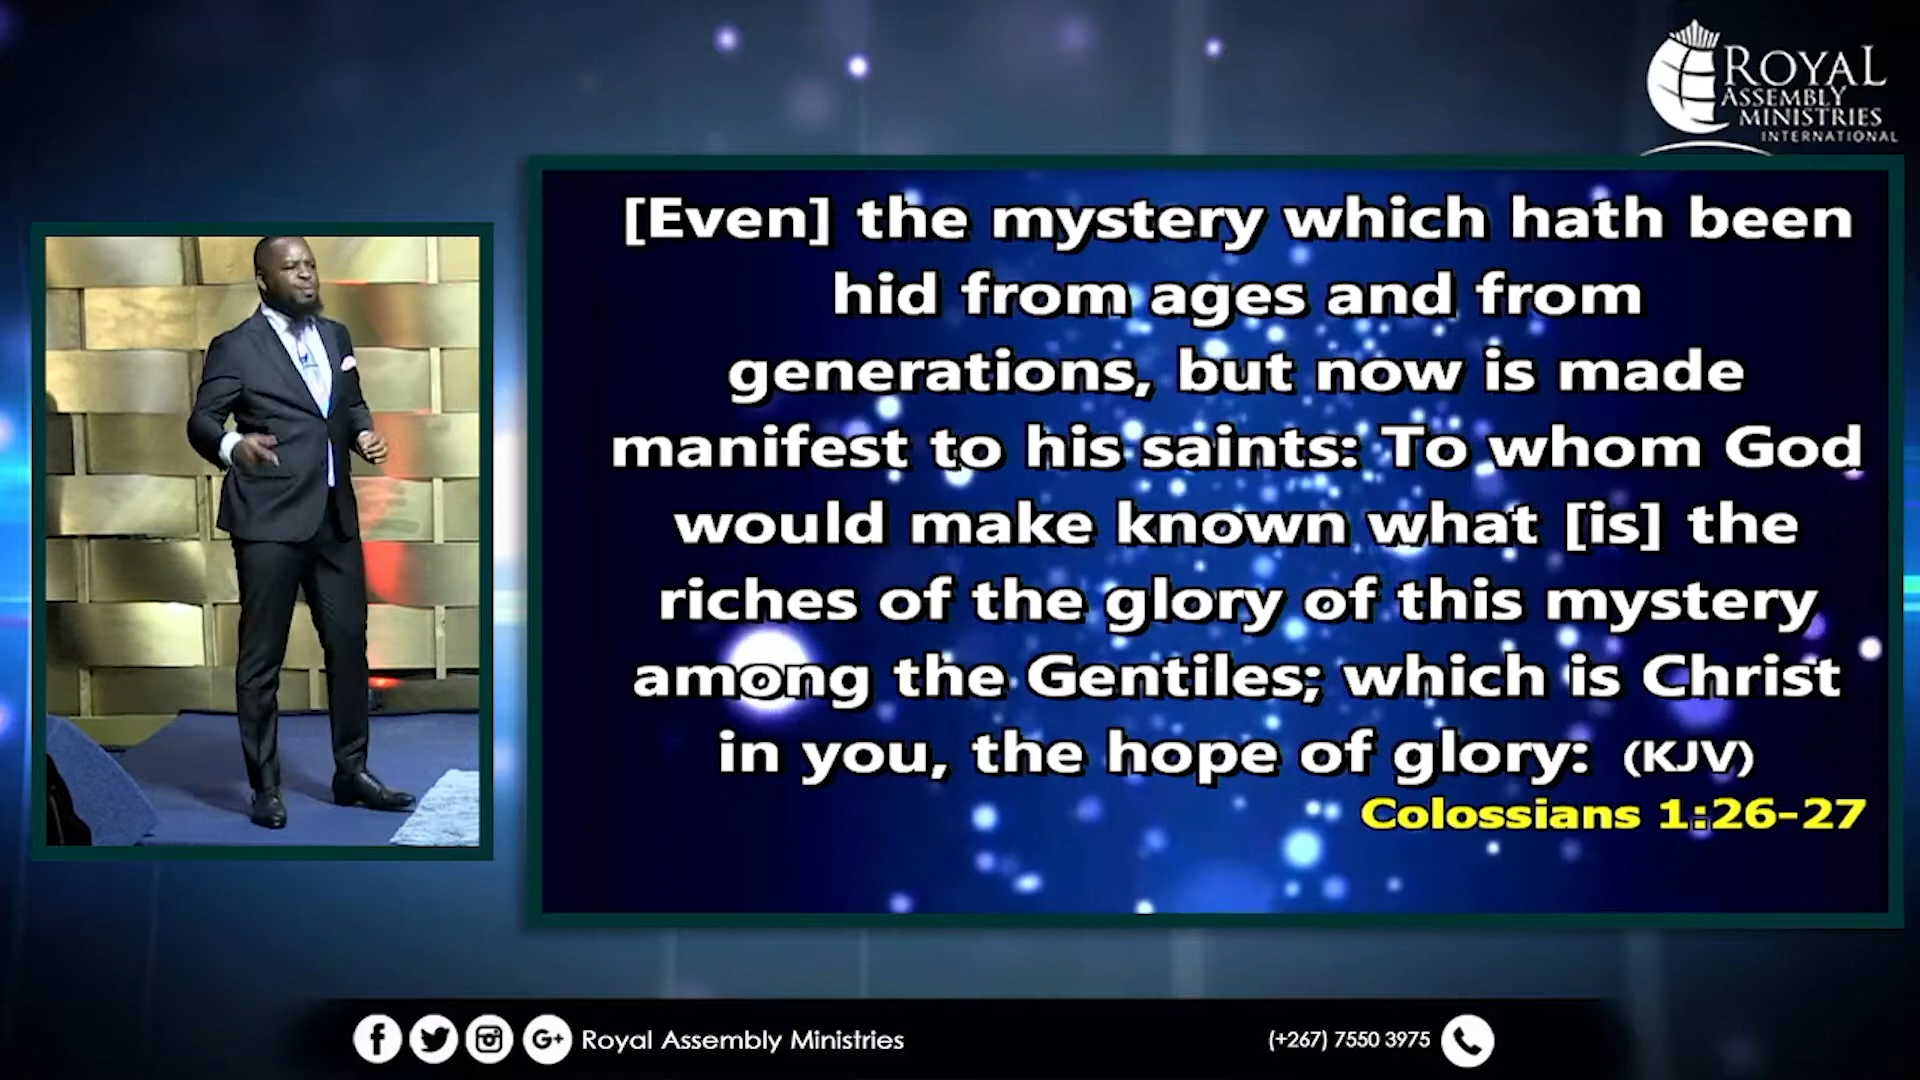 ROYAL
ASSEMBLY
MINISTRIES
INTERNATIONAL
[Even] the mystery which hath been
hid from ages and from
generations, but now is made
manifest to his saints: To whom God
would make known what [is] the
riches of the glory of this mystery
among the Gentiles; which is Christ
in you, the hope of glory: (KJV)
Colossians 1:26-27
f G+ Royal Assembly Ministries
(+267) 7550 3975